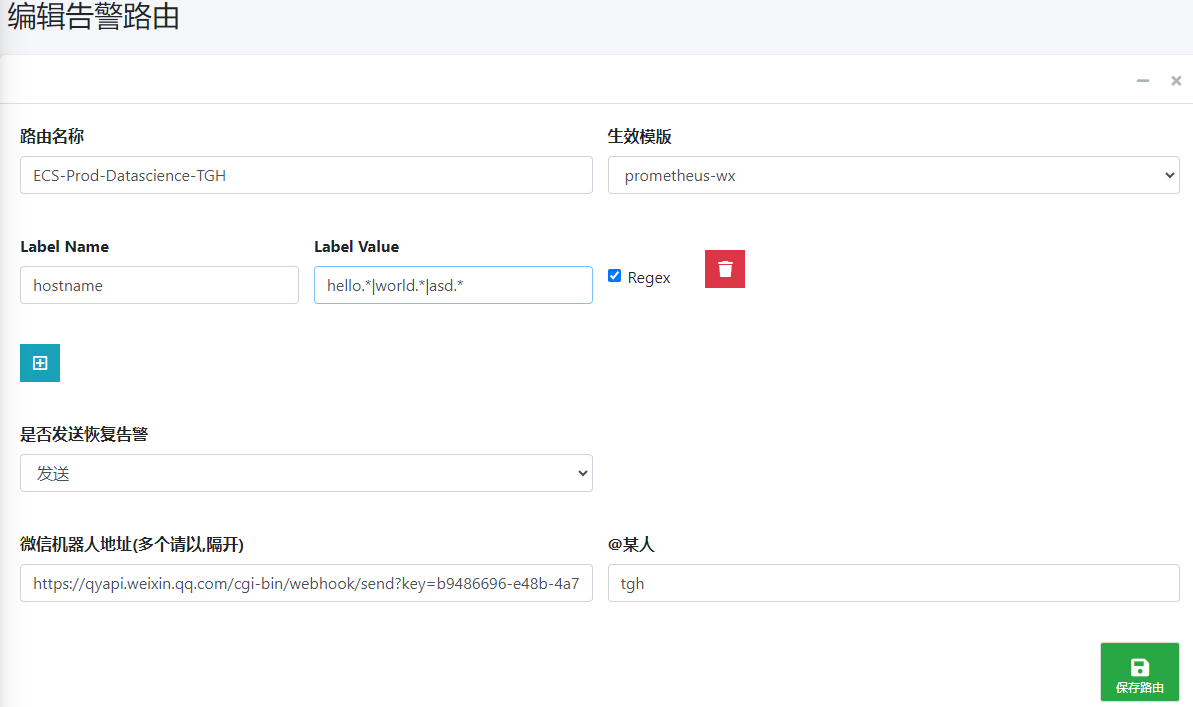 编辑告警路由
路由名称
生效模版
ECS-Prod-Datascience-TGH
prometheus-wx
Label Name
Label Value
hostname
hello.*|world.*|asd.*
Regex
是否发送恢复告警
发送
微信机器人地址(多个请以,隔开)
@某人
https://qyapi.weixin.qq.com/cgi-bin/webhook/send?key=b9486696-e48b-4a7
tgh
保存路由